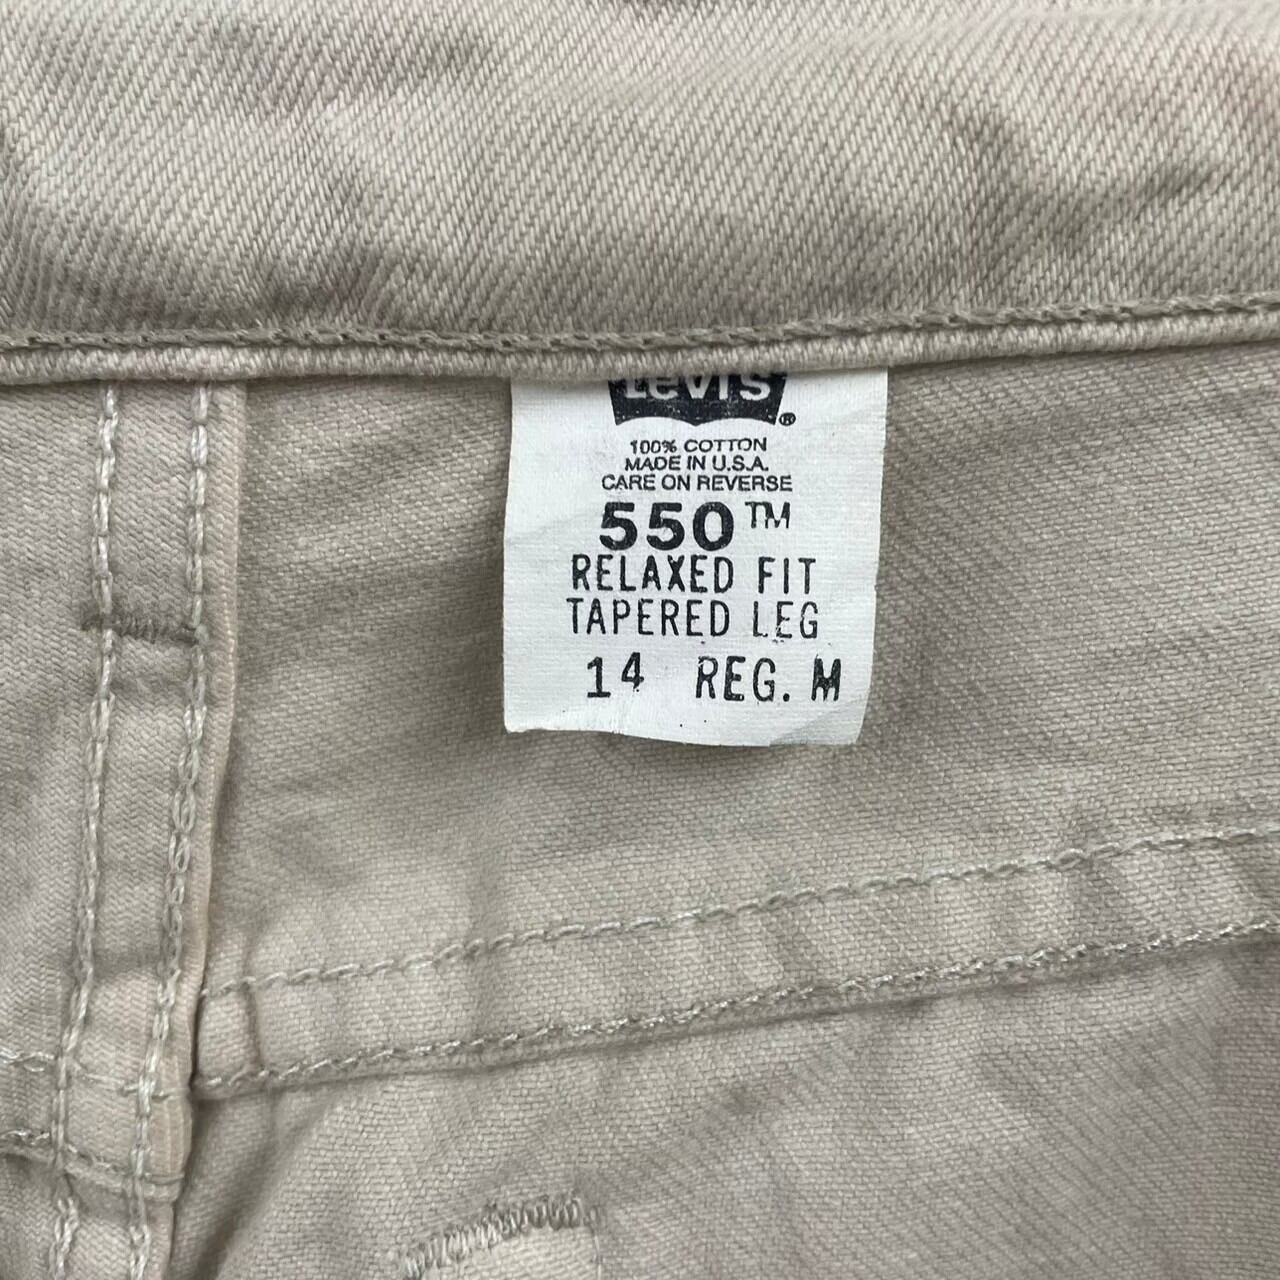 Levi's ®
100% COTTON
MADE IN U.S.A.
CARE ON REVERSE
550™
RELAXED FIT
TAPERED LEG
14 REG. M